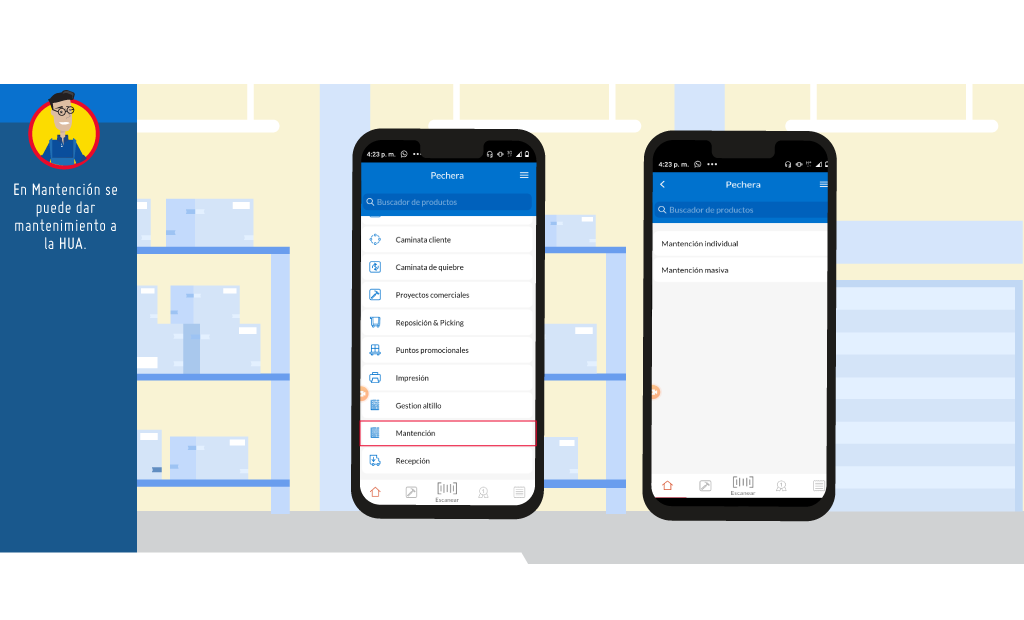 En Mantención se
puede dar
mantenimiento a
la HUA.
4:23 p. m.
Pechera
Buscador de productos
Caminata cliente
Caminata de quiebre
Proyectos comerciales
Reposición & Picking
Puntos promocionales
Impresión
Gestion altillo
Mantención
Recepción
Escanear
4:23 p. m.
Pechera
Buscador de productos
Mantención individual
Mantención masiva
Escanear